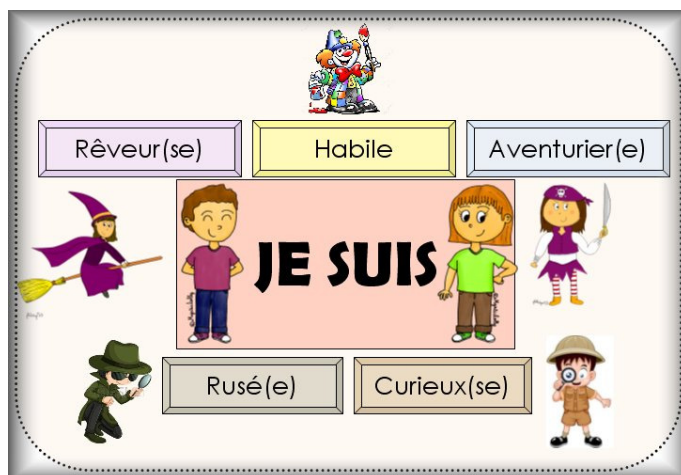 Rêveur(se)
Habile
Aventurier(e)
JE SUIS
Rusé(e)
Curieux(se)